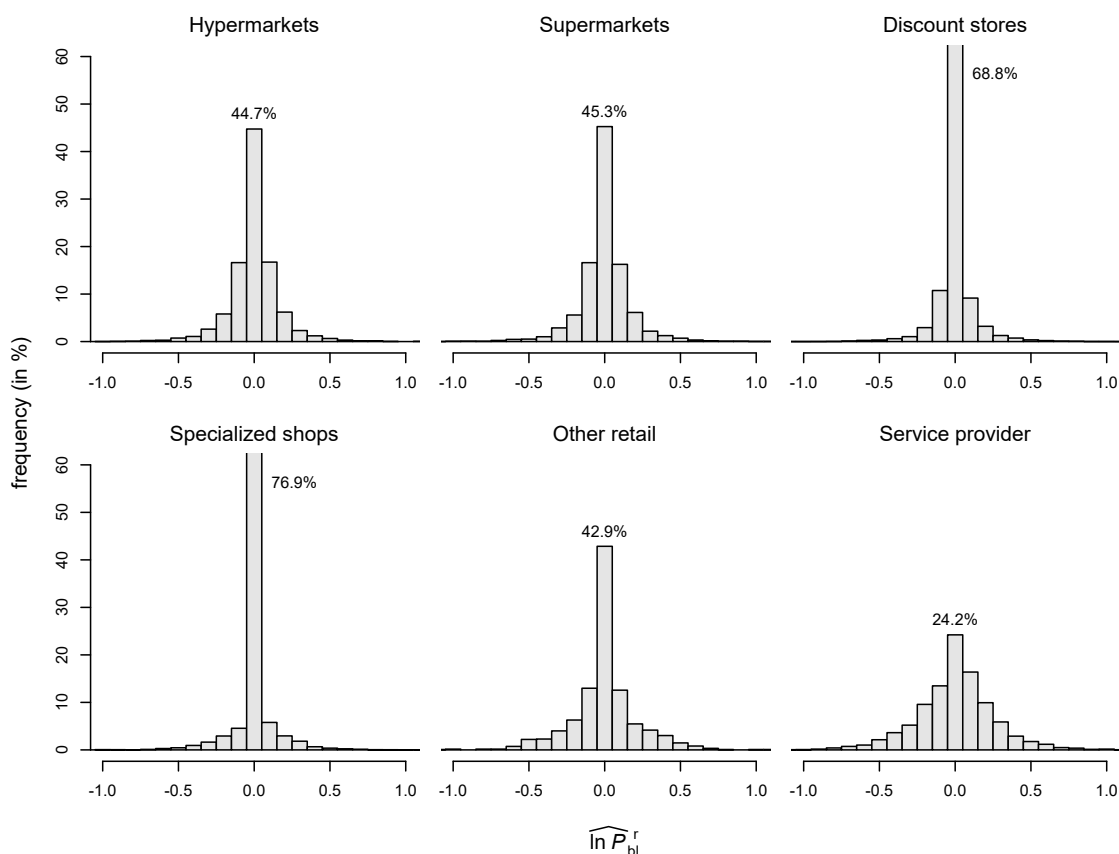 Hypermarkets Supermarkets Discount stores
60 50 40 30 20 10 0
44.7% 45.3% 68.8%
-1.0 -0.5 0.0 0.5 1.0 -1.0 -0.5 0.0 0.5 1.0 -1.0 -0.5 0.0 0.5 1.0
frequency (in %)
Specialized shops Other retail Service provider
60 50 40 30 20 10 0
76.9% 42.9% 24.2%
-1.0 -0.5 0.0 0.5 1.0 -1.0 -0.5 0.0 0.5 1.0 -1.0 -0.5 0.0 0.5 1.0
ln P bl r